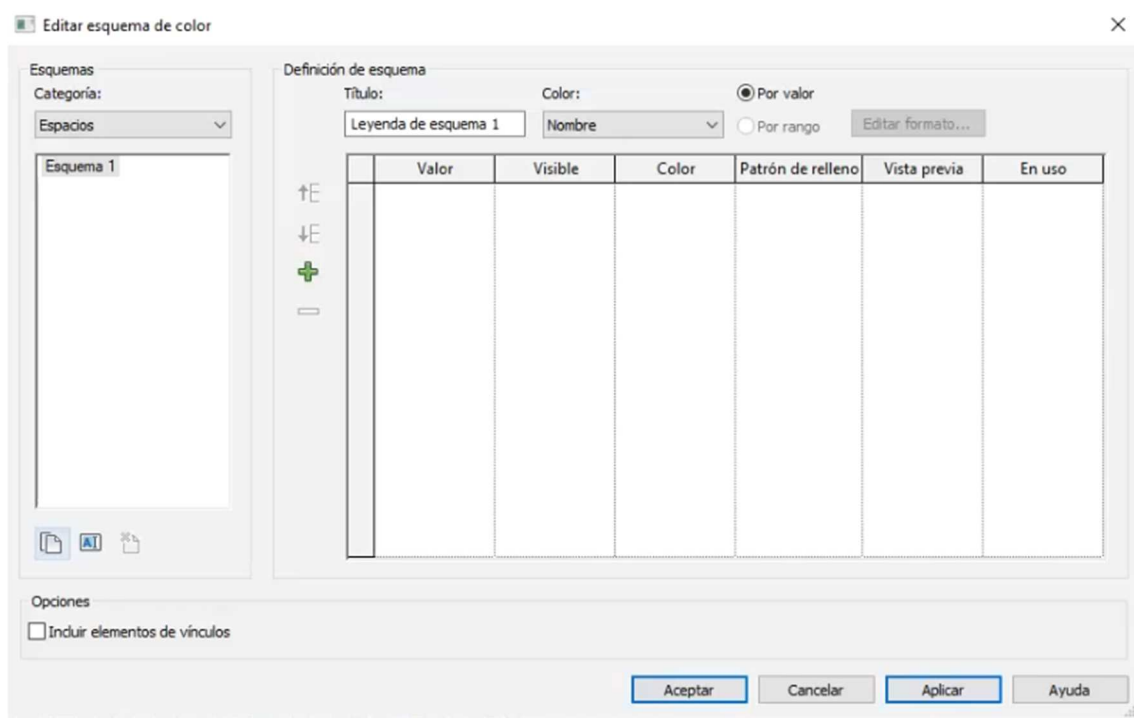 Editar esquema de color
Esquemas
Categoría:
Espacios
Esquema 1
Definición de esquema
Título:
Leyenda de esquema 1
Color:
Nombre
Por valor
Por rango
Editar formato...
Valor Visible Color Patrón de relleno Vista previa En uso
Opciones
Incluir elementos de vínculos
Aceptar Cancelar Aplicar Ayuda